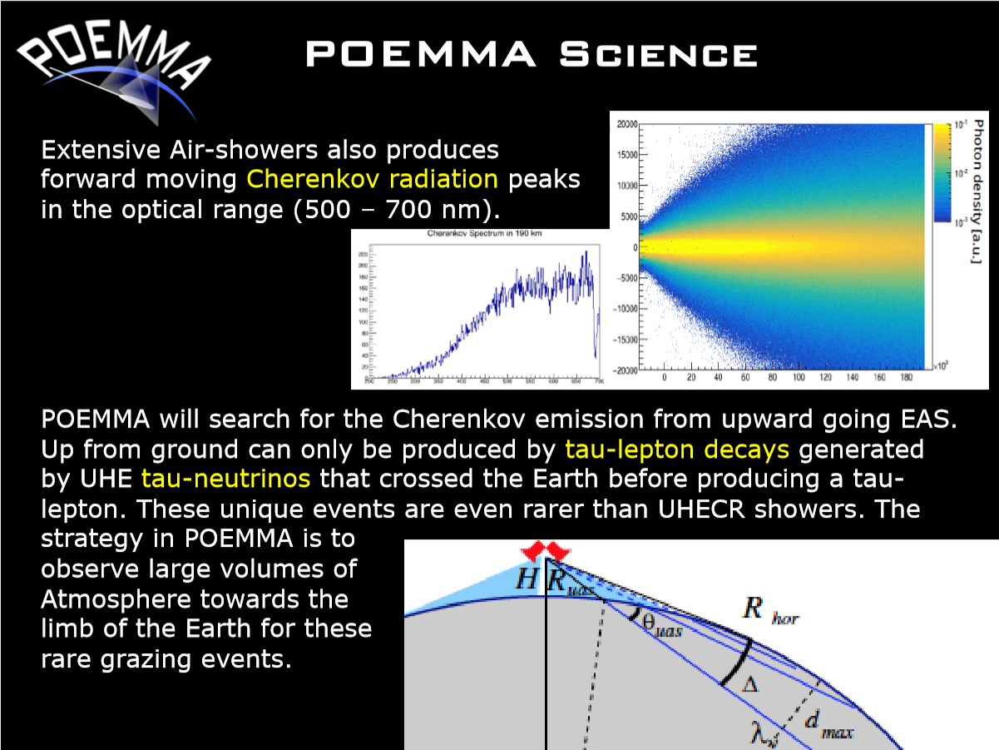 POEMMA
POEMMA SCIENCE
Extensive Air-showers also produces
forward moving Cherenkov radiation peaks
in the optical range (500 – 700 nm).
20000
15000
10000
5000
0
−5000
−10000
−15000
−20000
0 20 40 60 80 100 120 140 160 180
×10³
10⁻¹
10⁻²
10⁻³
Photon density [a.u.]
Cherenkov Spectrum in 190 km
220
200
180
160
140
120
100
80
60
40
20
0
200 250 300 350 400 450 500 550 600 650 700
POEMMA will search for the Cherenkov emission from upward going EAS.
Up from ground can only be produced by tau-lepton decays generated
by UHE tau-neutrinos that crossed the Earth before producing a tau-
lepton. These unique events are even rarer than UHECR showers. The
strategy in POEMMA is to
observe large volumes of
Atmosphere towards the
limb of the Earth for these
rare grazing events.
H R uas
R hor
θ uas
Δ
d max
λ